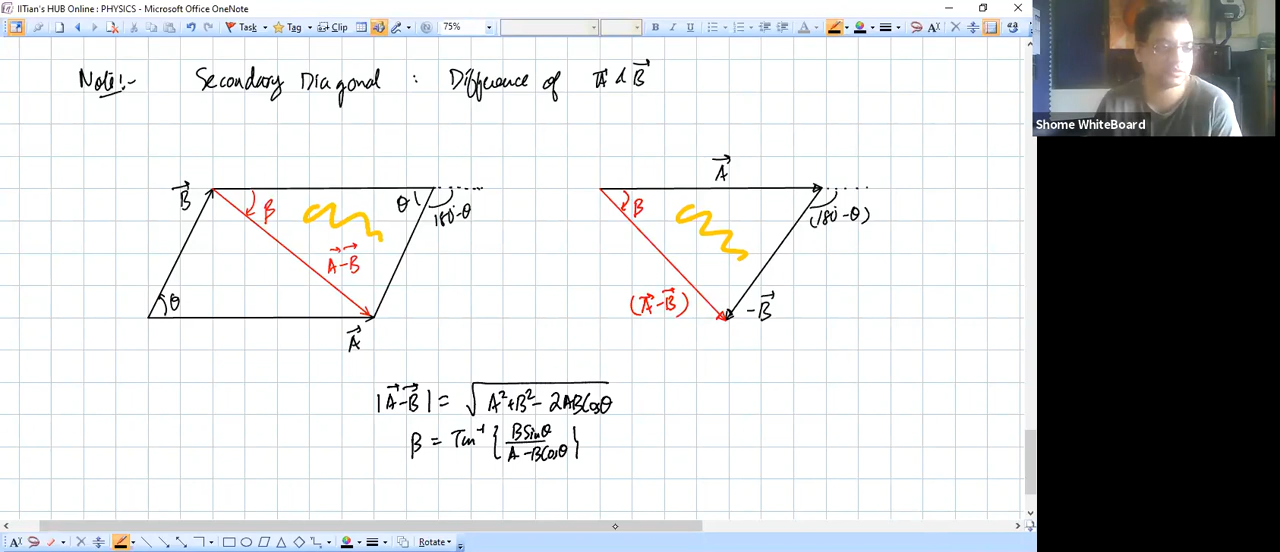 IITian's HUB Online : PHYSICS - Microsoft Office OneNote
Task
Tag
Clip
75%
B I U
Shome WhiteBoard
Note:- Secondary Diagonal : Difference of A⃗ & B⃗
B⃗ θ 180°-θ β A⃗-B⃗ θ A⃗
A⃗ β (180°-θ) (A⃗-B⃗) -B⃗
|A⃗-B⃗| = √A²+B²-2ABCosθ
β = Tan⁻¹ { BSinθ / A-BCosθ }
Rotate